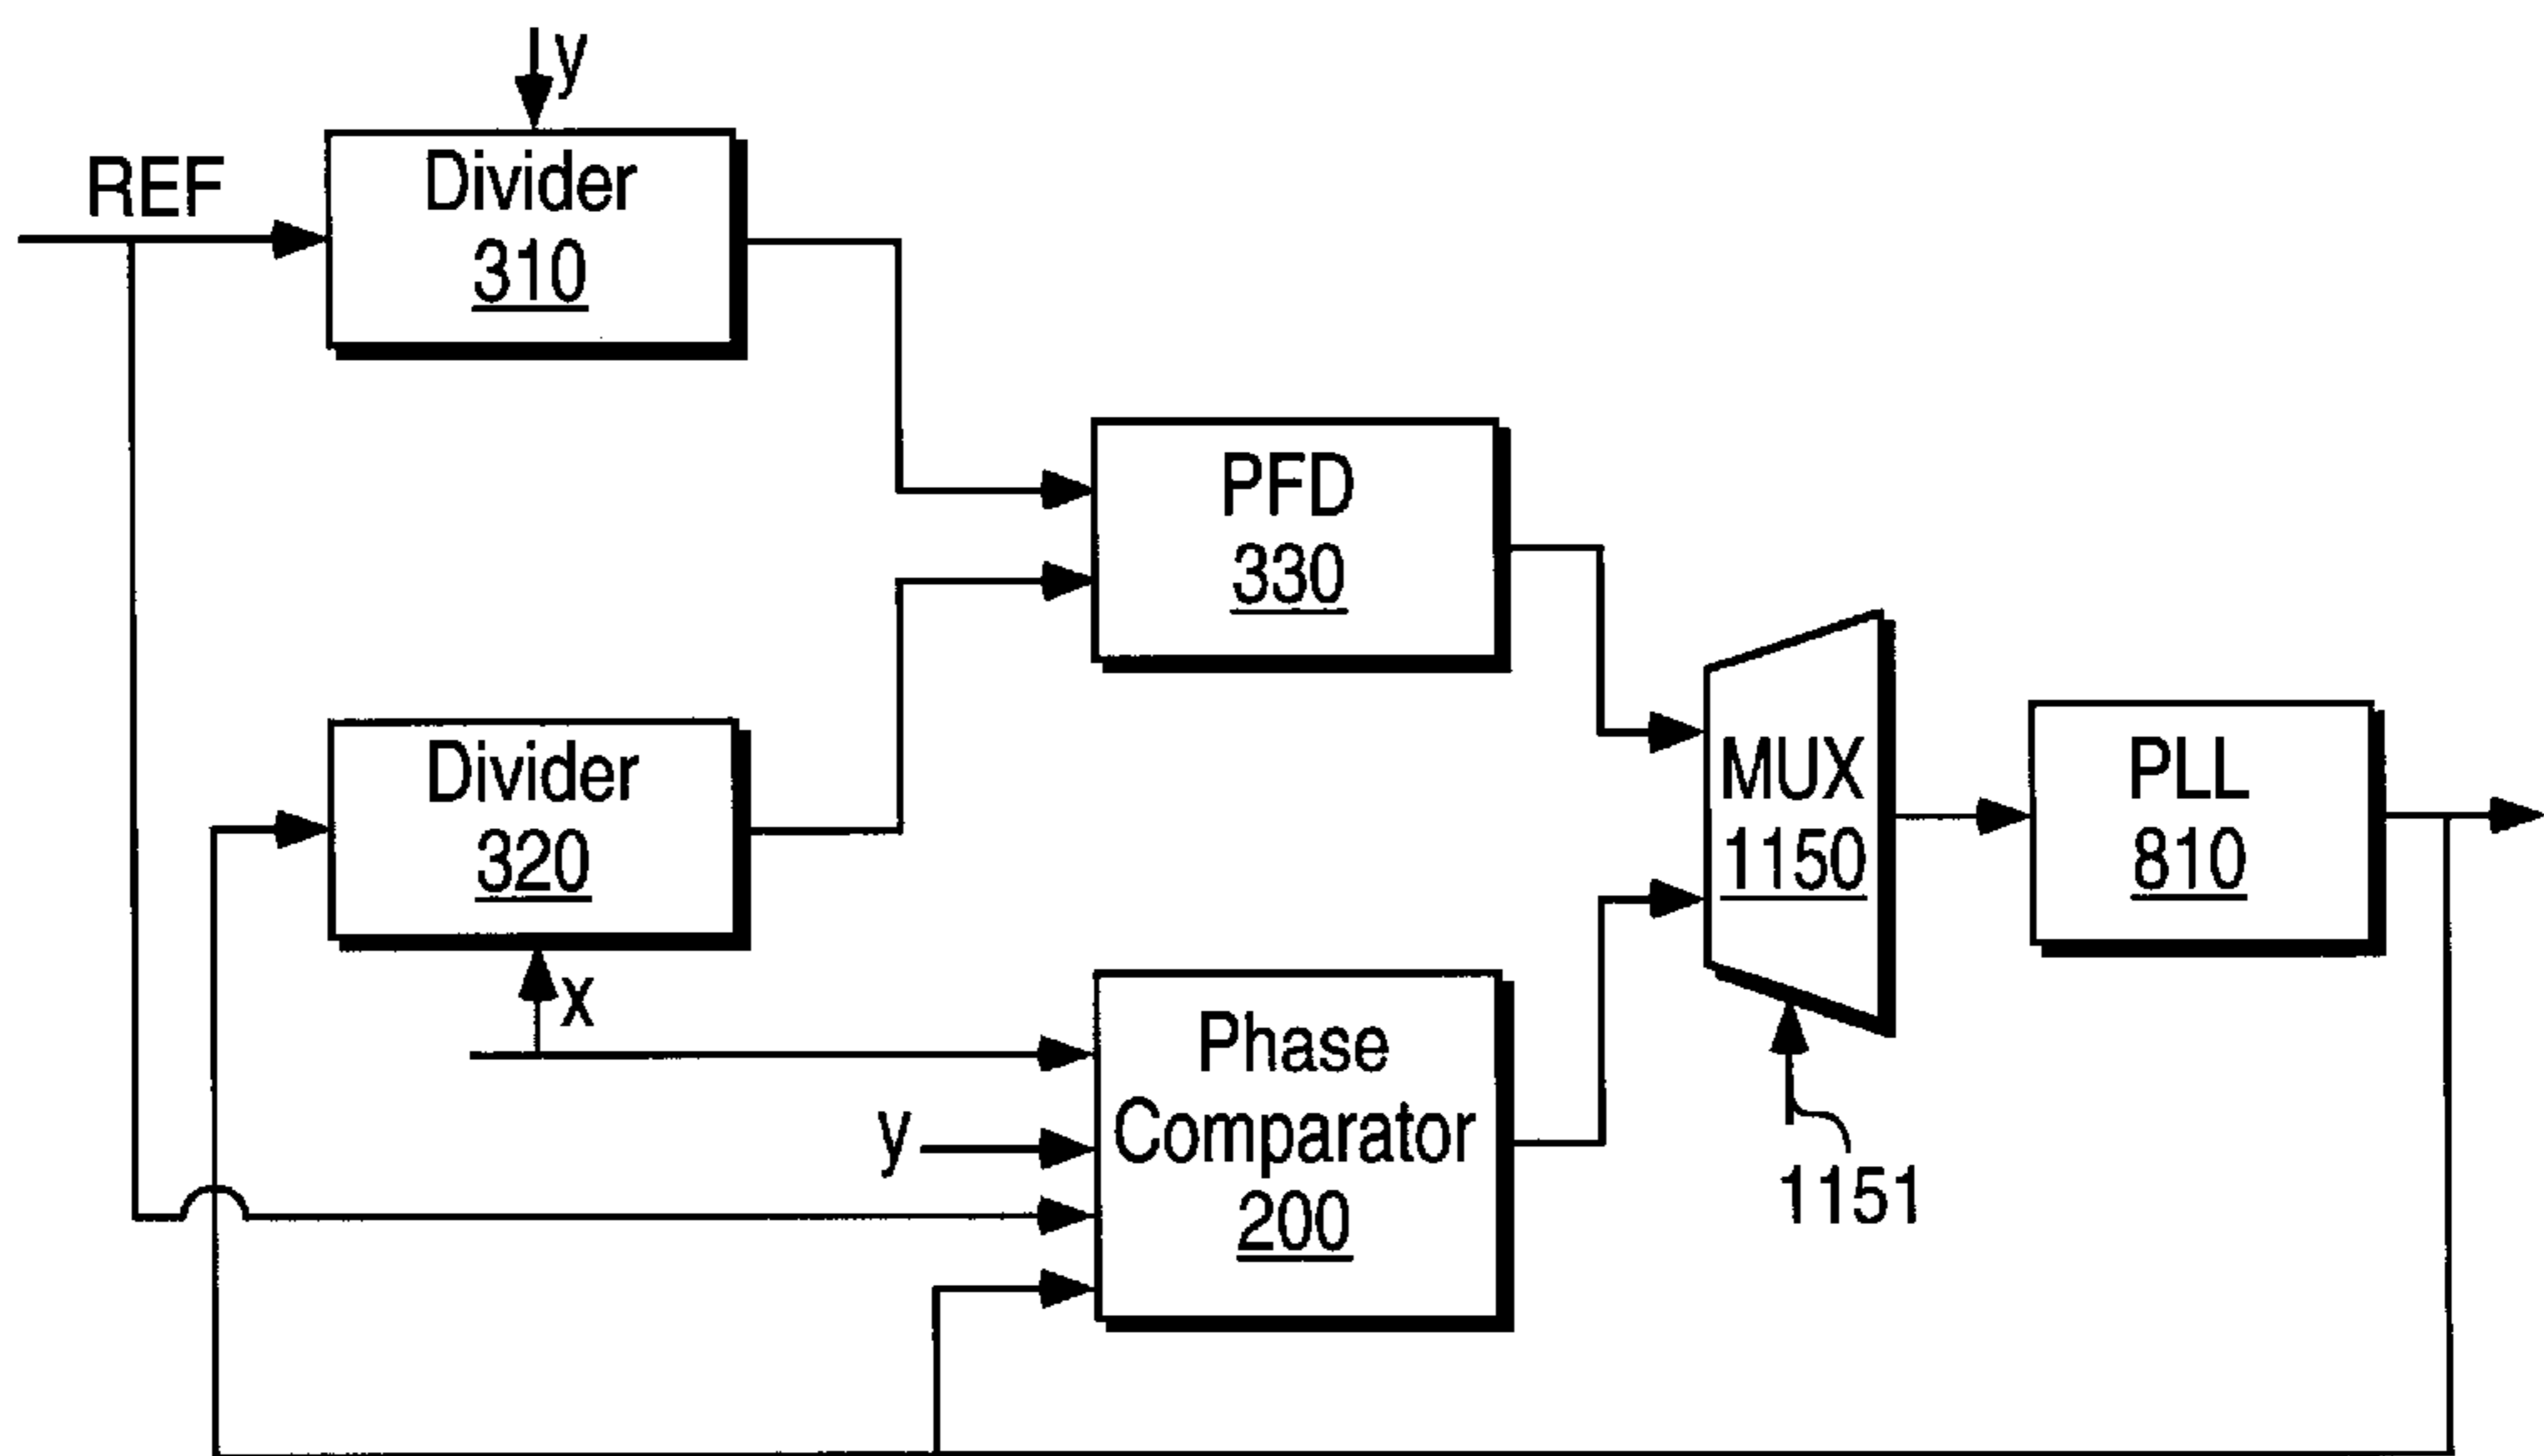 y
REF
Divider
310
PFD
330
Divider
320
x
MUX
1150
PLL
810
Phase
Comparator
200
y
1151